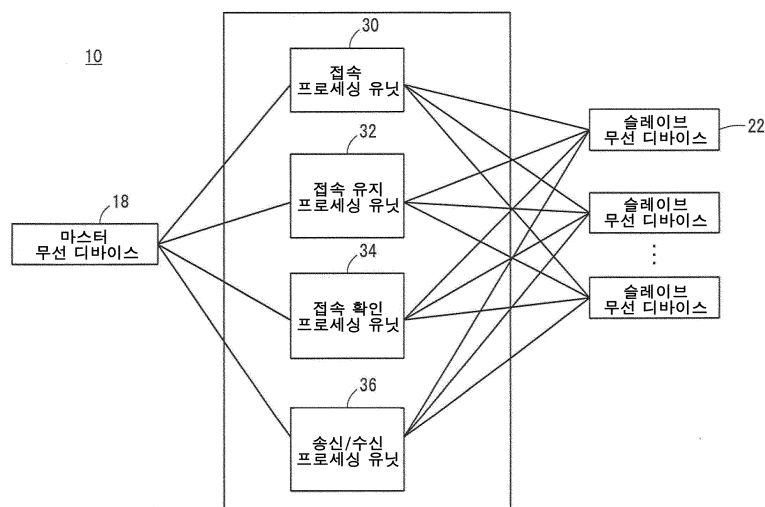 10
30
접속
프로세싱 유닛
32
접속 유지
프로세싱 유닛
34
접속 확인
프로세싱 유닛
36
송신/수신
프로세싱 유닛
18
마스터
무선 디바이스
슬레이브
무선 디바이스
22
슬레이브
무선 디바이스
⋮
슬레이브
무선 디바이스